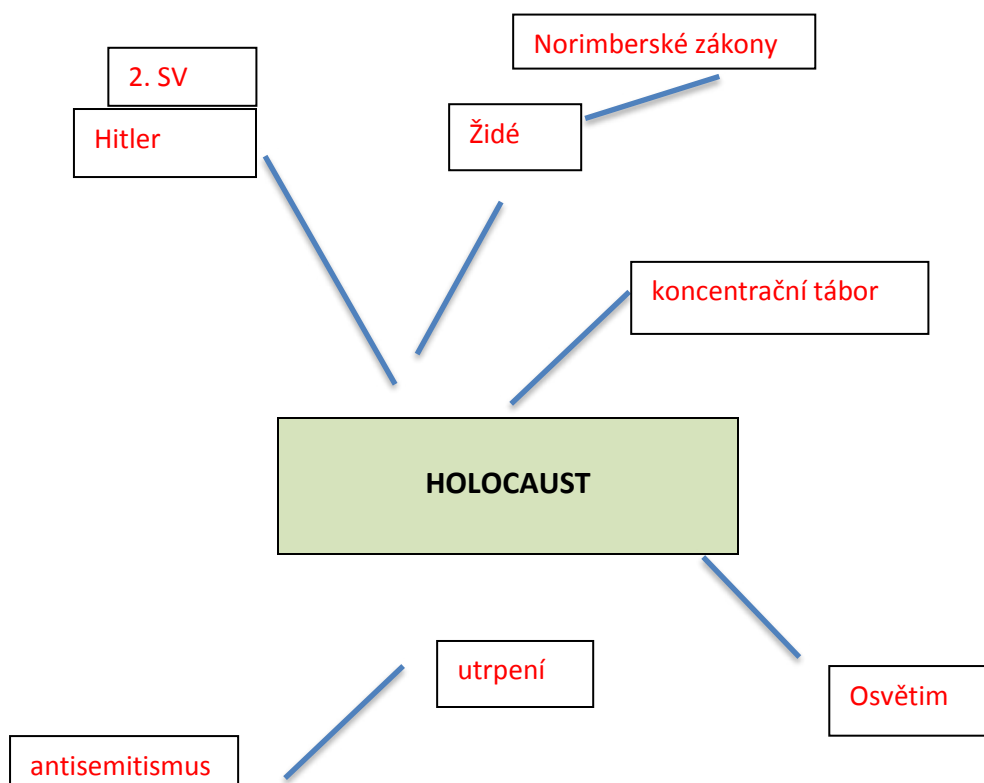 Norimberské zákony
2. SV
Hitler
Židé
koncentrační tábor
HOLOCAUST
utrpení
Osvětim
antisemitismus